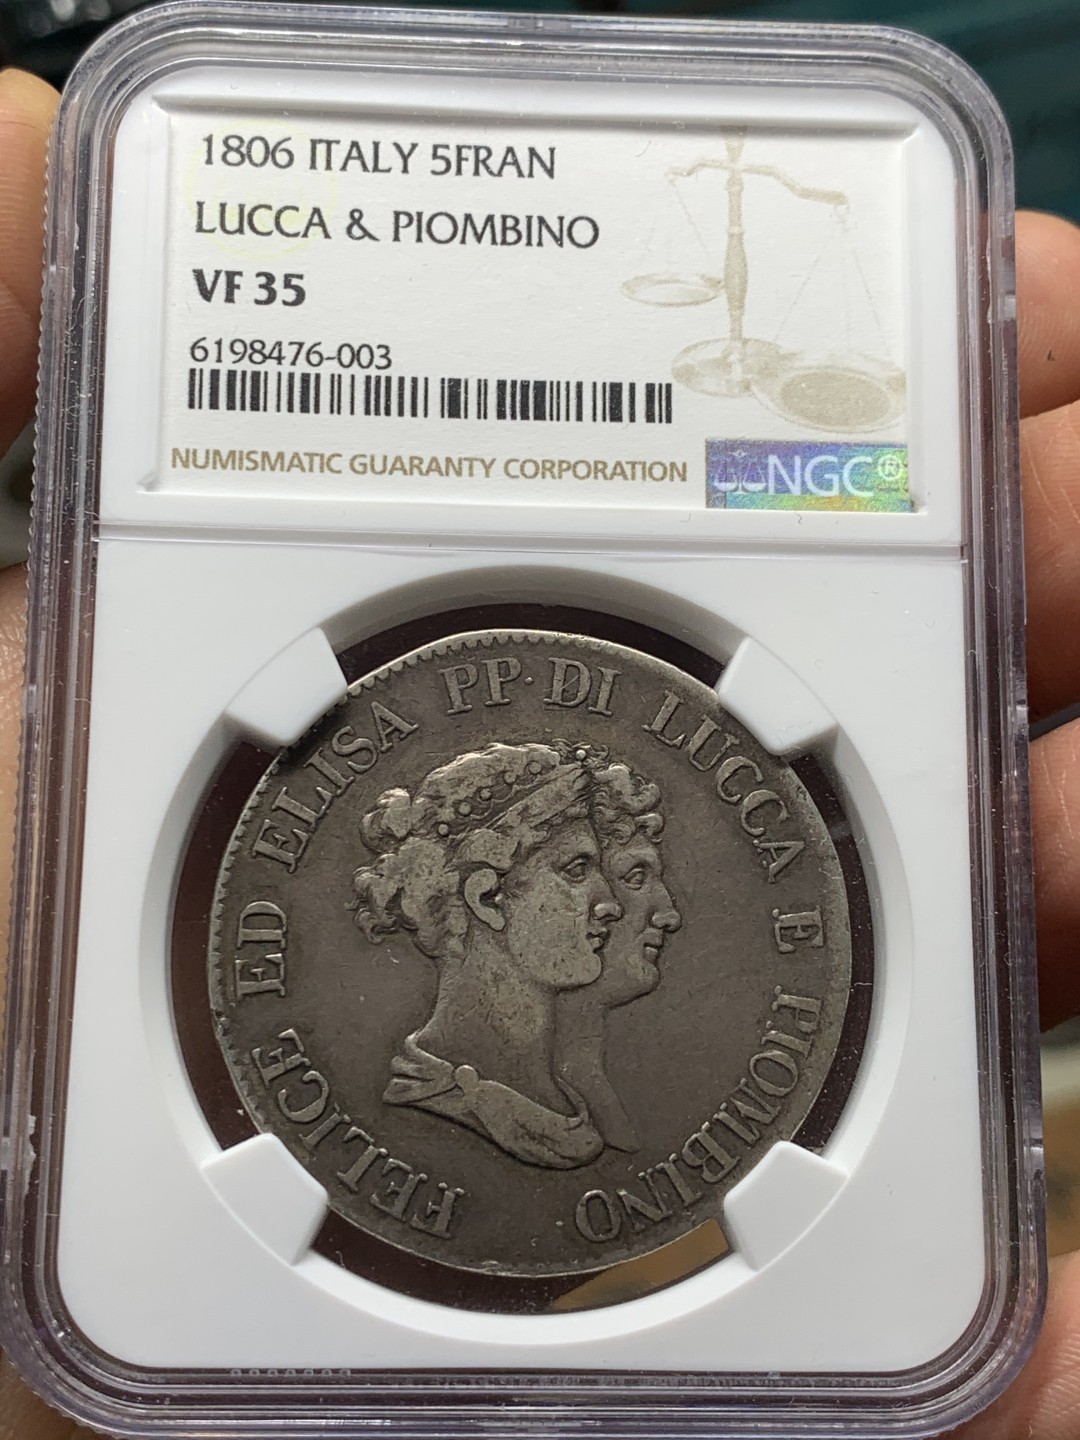 1806 ITALY 5FRAN
LUCCA & PIOMBINO
VF 35
6198476-003
NUMISMATIC GUARANTY CORPORATION
NGC®
FELICE ED ELISA PP· DI LUCCA E PIOMBINO